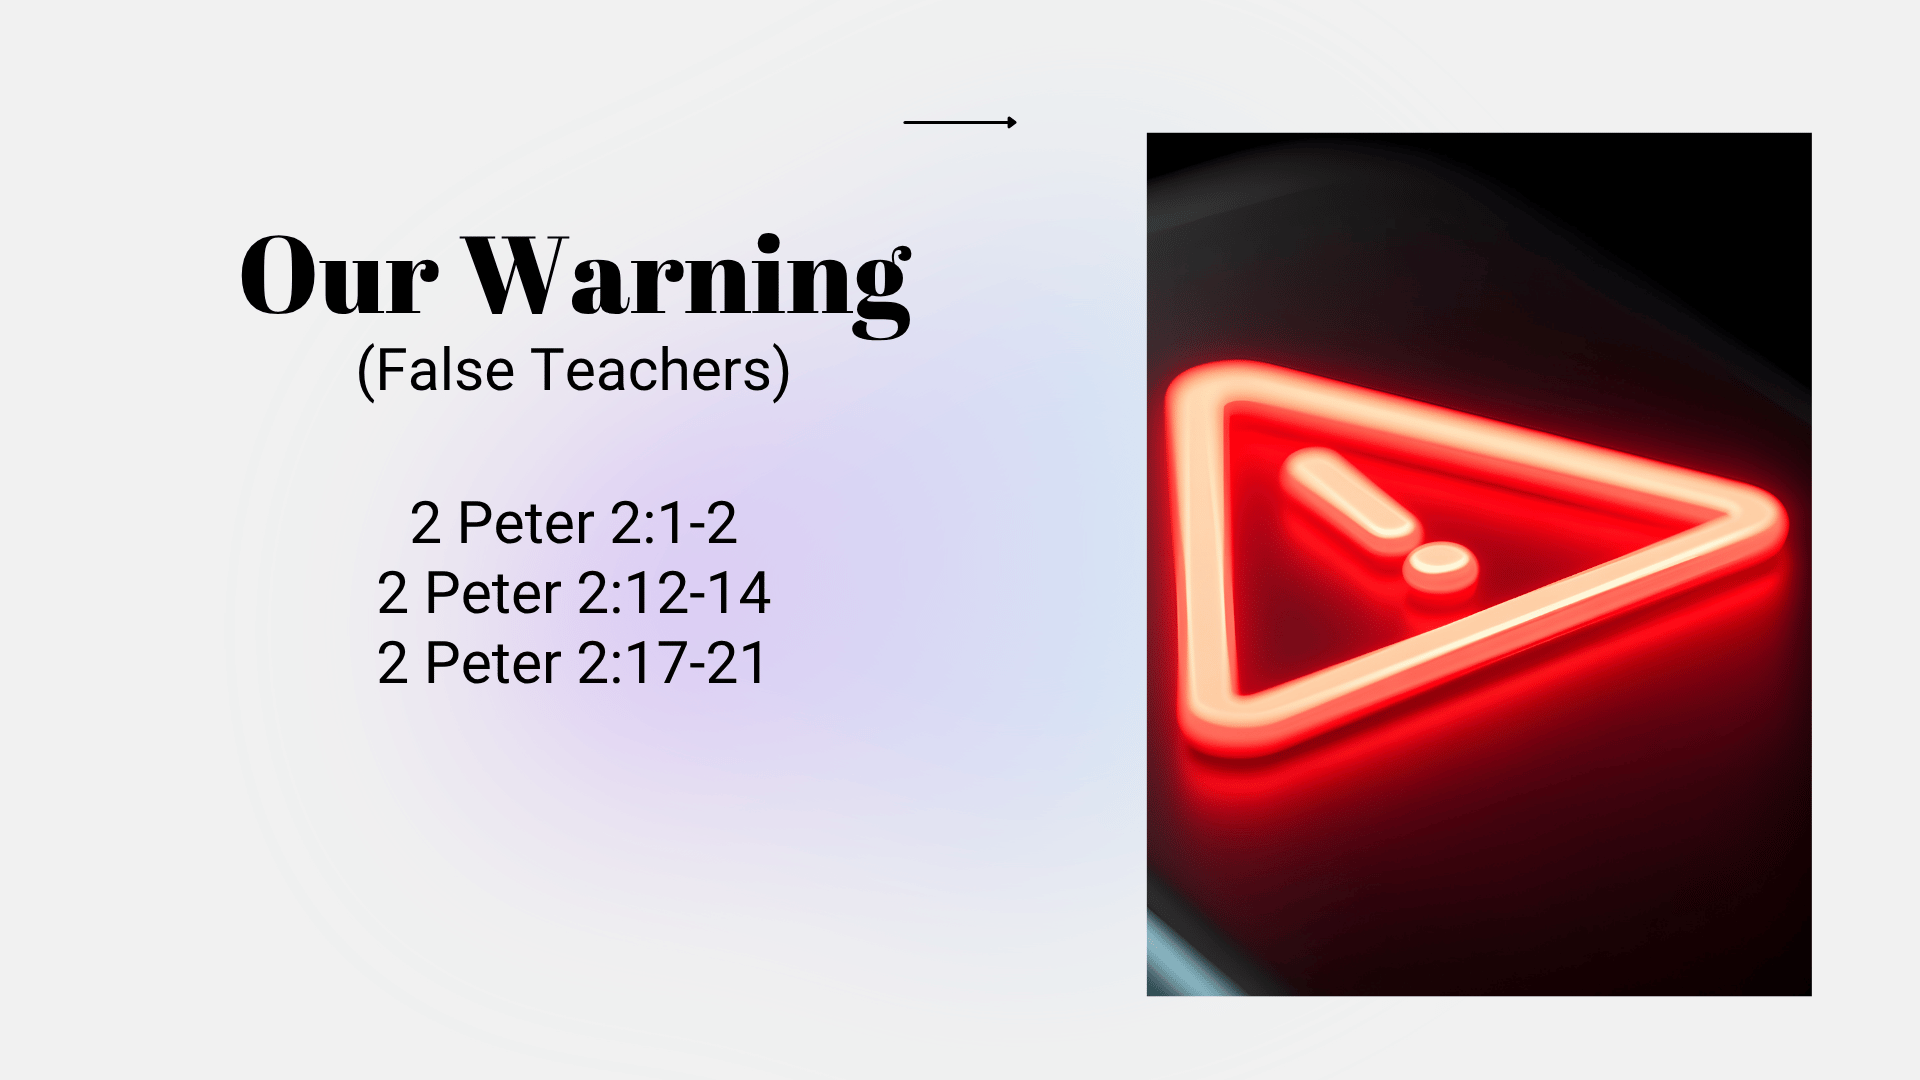 Our Warning
(False Teachers)
2 Peter 2:1-2
2 Peter 2:12-14
2 Peter 2:17-21